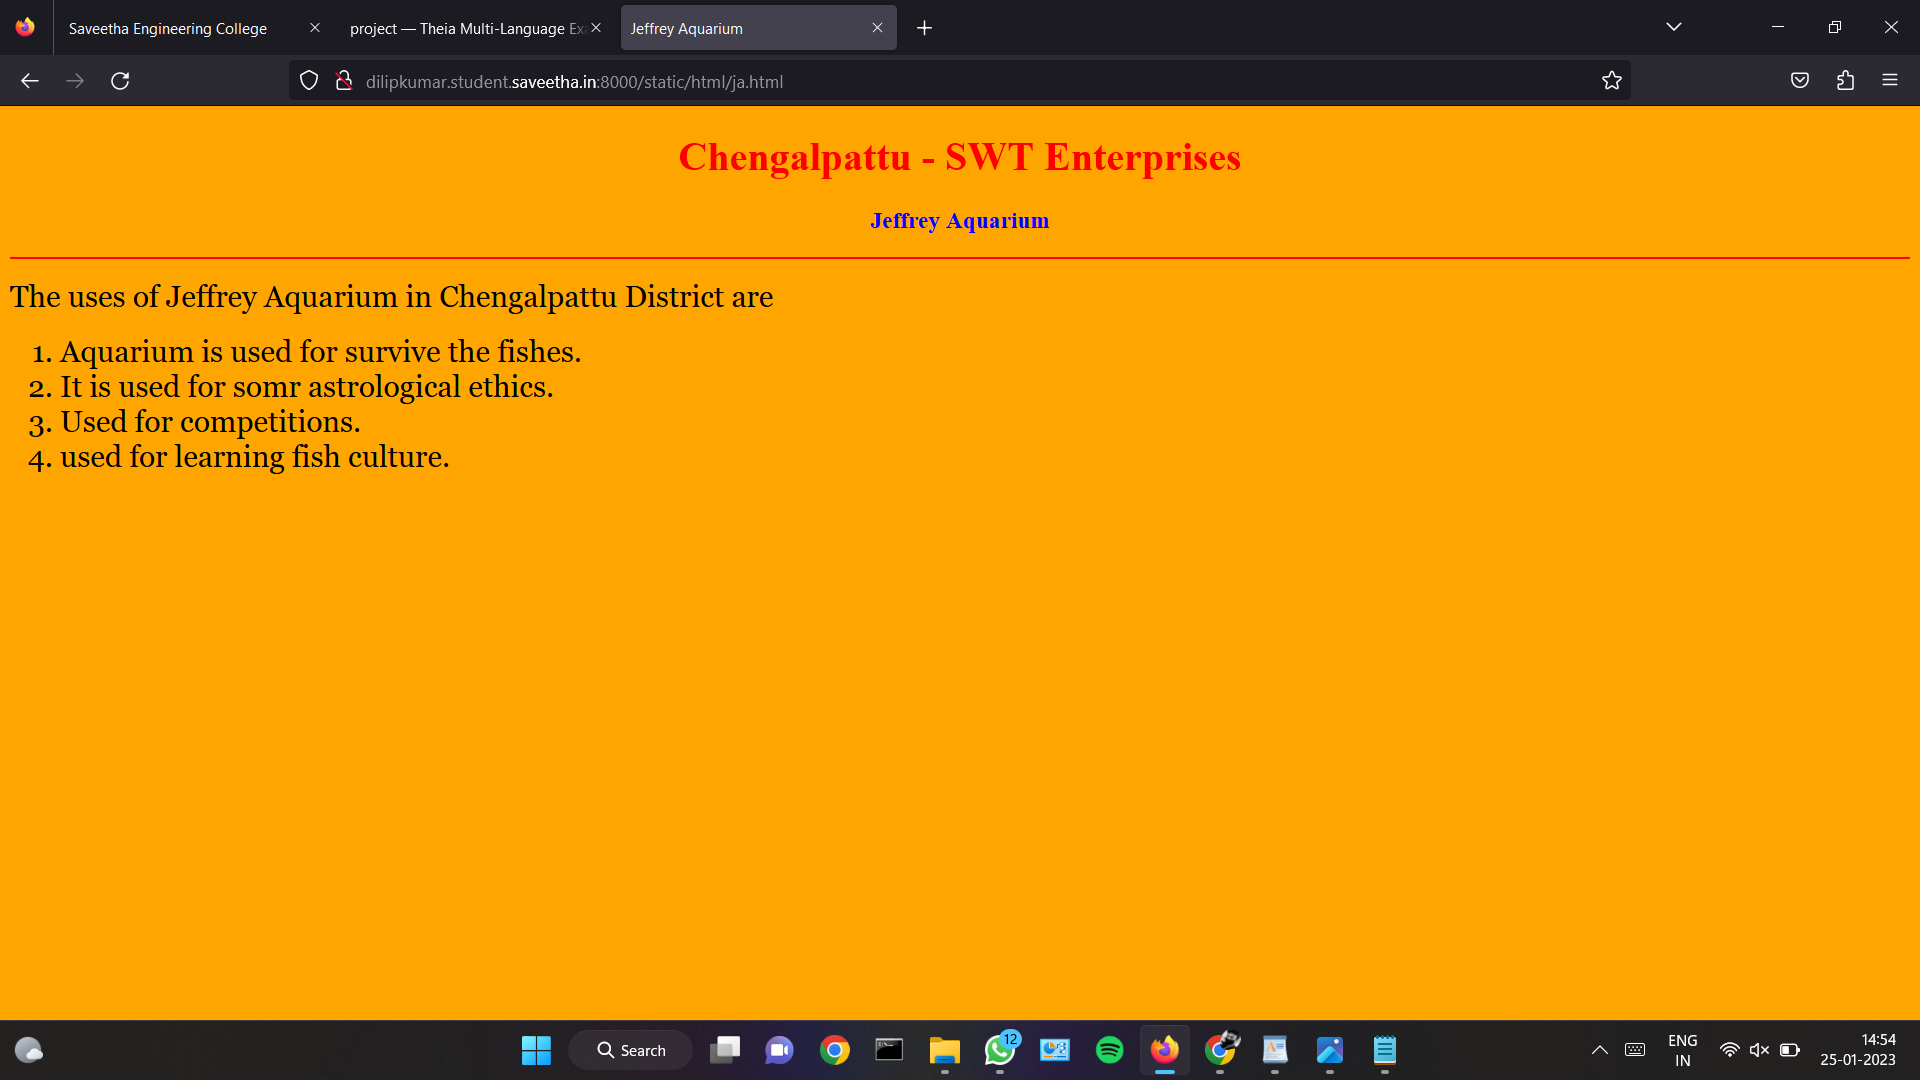 Saveetha Engineering College
project — Theia Multi-Language Ex
Jeffrey Aquarium
dilipkumar.student.saveetha.in:8000/static/html/ja.html
Chengalpattu - SWT Enterprises
Jeffrey Aquarium
The uses of Jeffrey Aquarium in Chengalpattu District are
1. Aquarium is used for survive the fishes.
2. It is used for somr astrological ethics.
3. Used for competitions.
4. used for learning fish culture.
Search
12
ENG
IN
14:54
25-01-2023